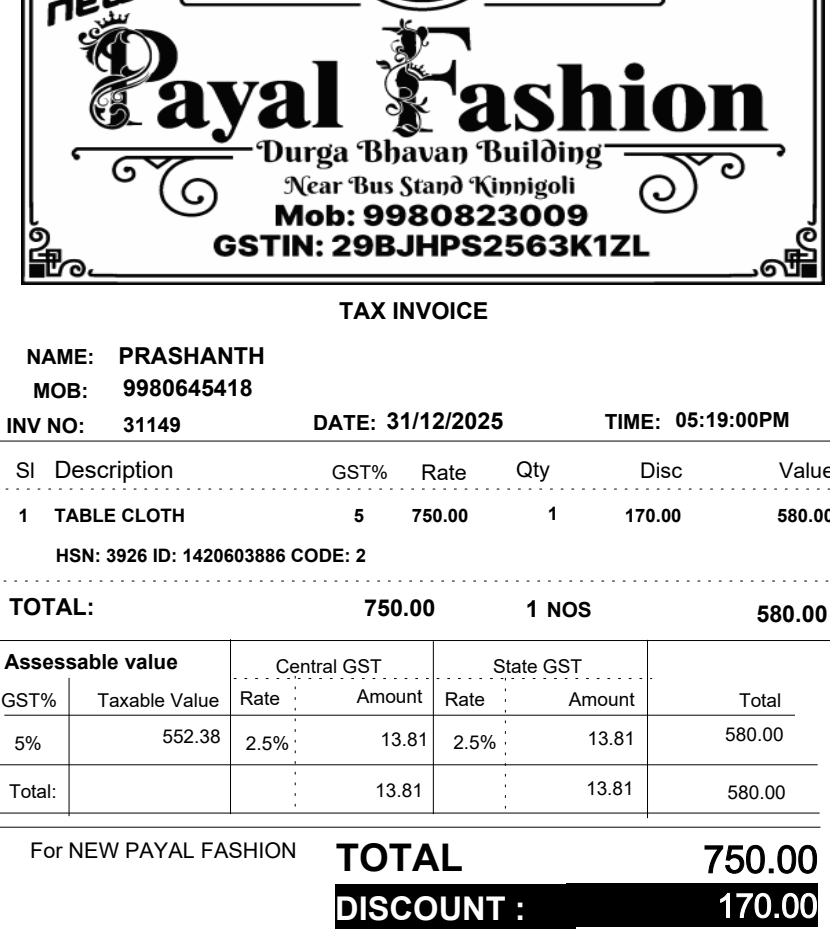 new
Payal Fashion
Durga Bhavan Building
Near Bus Stand Kinnigoli
Mob: 9980823009
GSTIN: 29BJHPS2563K1ZL
TAX INVOICE
NAME: PRASHANTH
MOB: 9980645418
INV NO: 31149 DATE: 31/12/2025 TIME: 05:19:00PM
Sl Description GST% Rate Qty Disc Value
1 TABLE CLOTH 5 750.00 1 170.00 580.00
HSN: 3926 ID: 1420603886 CODE: 2
TOTAL: 750.00 1 NOS 580.00
Assessable value Central GST State GST
GST% Taxable Value Rate Amount Rate Amount Total
5% 552.38 2.5% 13.81 2.5% 13.81 580.00
Total: 13.81 13.81 580.00
For NEW PAYAL FASHION TOTAL 750.00
DISCOUNT : 170.00